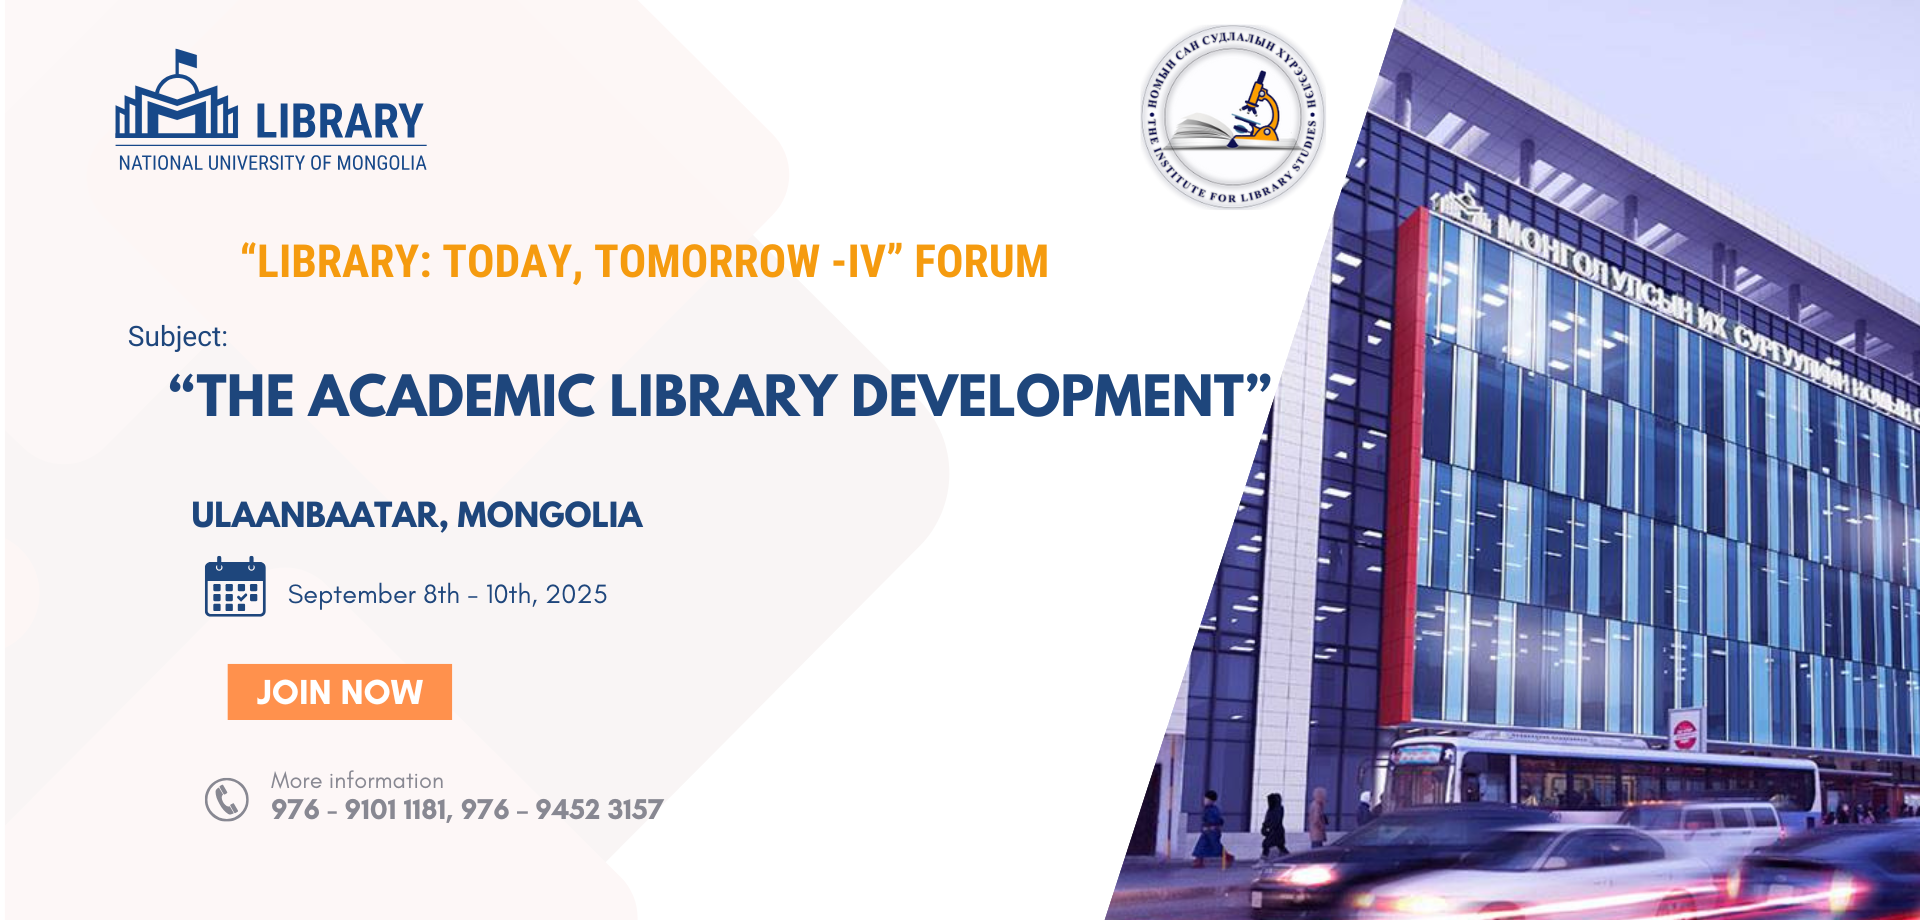 LIBRARY
NATIONAL UNIVERSITY OF MONGOLIA
• НОМЫН САН СУДЛАЛЫН ХҮРЭЭЛЭН •
THE INSTITUTE FOR LIBRARY STUDIES
“LIBRARY: TODAY, TOMORROW -IV” FORUM
Subject:
“THE ACADEMIC LIBRARY DEVELOPMENT”
ULAANBAATAR, MONGOLIA
September 8th - 10th, 2025
JOIN NOW
More information
976 - 9101 1181, 976 - 9452 3157
МОНГОЛ УЛСЫН ИХ СУРГУУЛИЙН НОМЫН